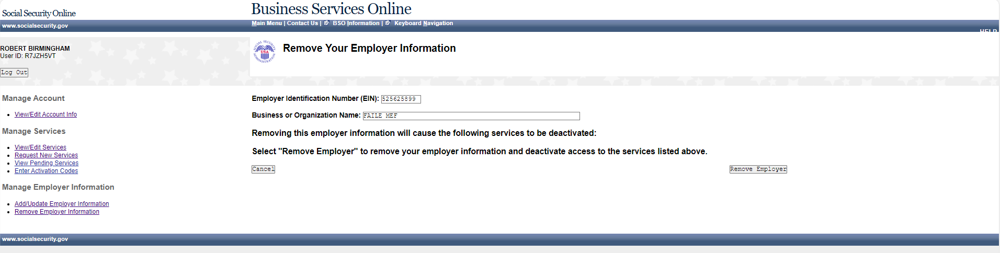 Social Security Online
Business Services Online
www.socialsecurity.gov
Main Menu | Contact Us | BSO Information | Keyboard Navigation
HELP
ROBERT BIRMINGHAM
User ID: R7JZH5VT
Log Out
SOCIAL SECURITY ADMINISTRATION
USA
Remove Your Employer Information
Manage Account
View/Edit Account Info
Manage Services
View/Edit Services
Request New Services
View Pending Services
Enter Activation Codes
Manage Employer Information
Add/Update Employer Information
Remove Employer Information
Employer Identification Number (EIN): 525625899
Business or Organization Name: FAILE MEF
Removing this employer information will cause the following services to be deactivated:
Select "Remove Employer" to remove your employer information and deactivate access to the services listed above.
Cancel
Remove Employer
www.socialsecurity.gov